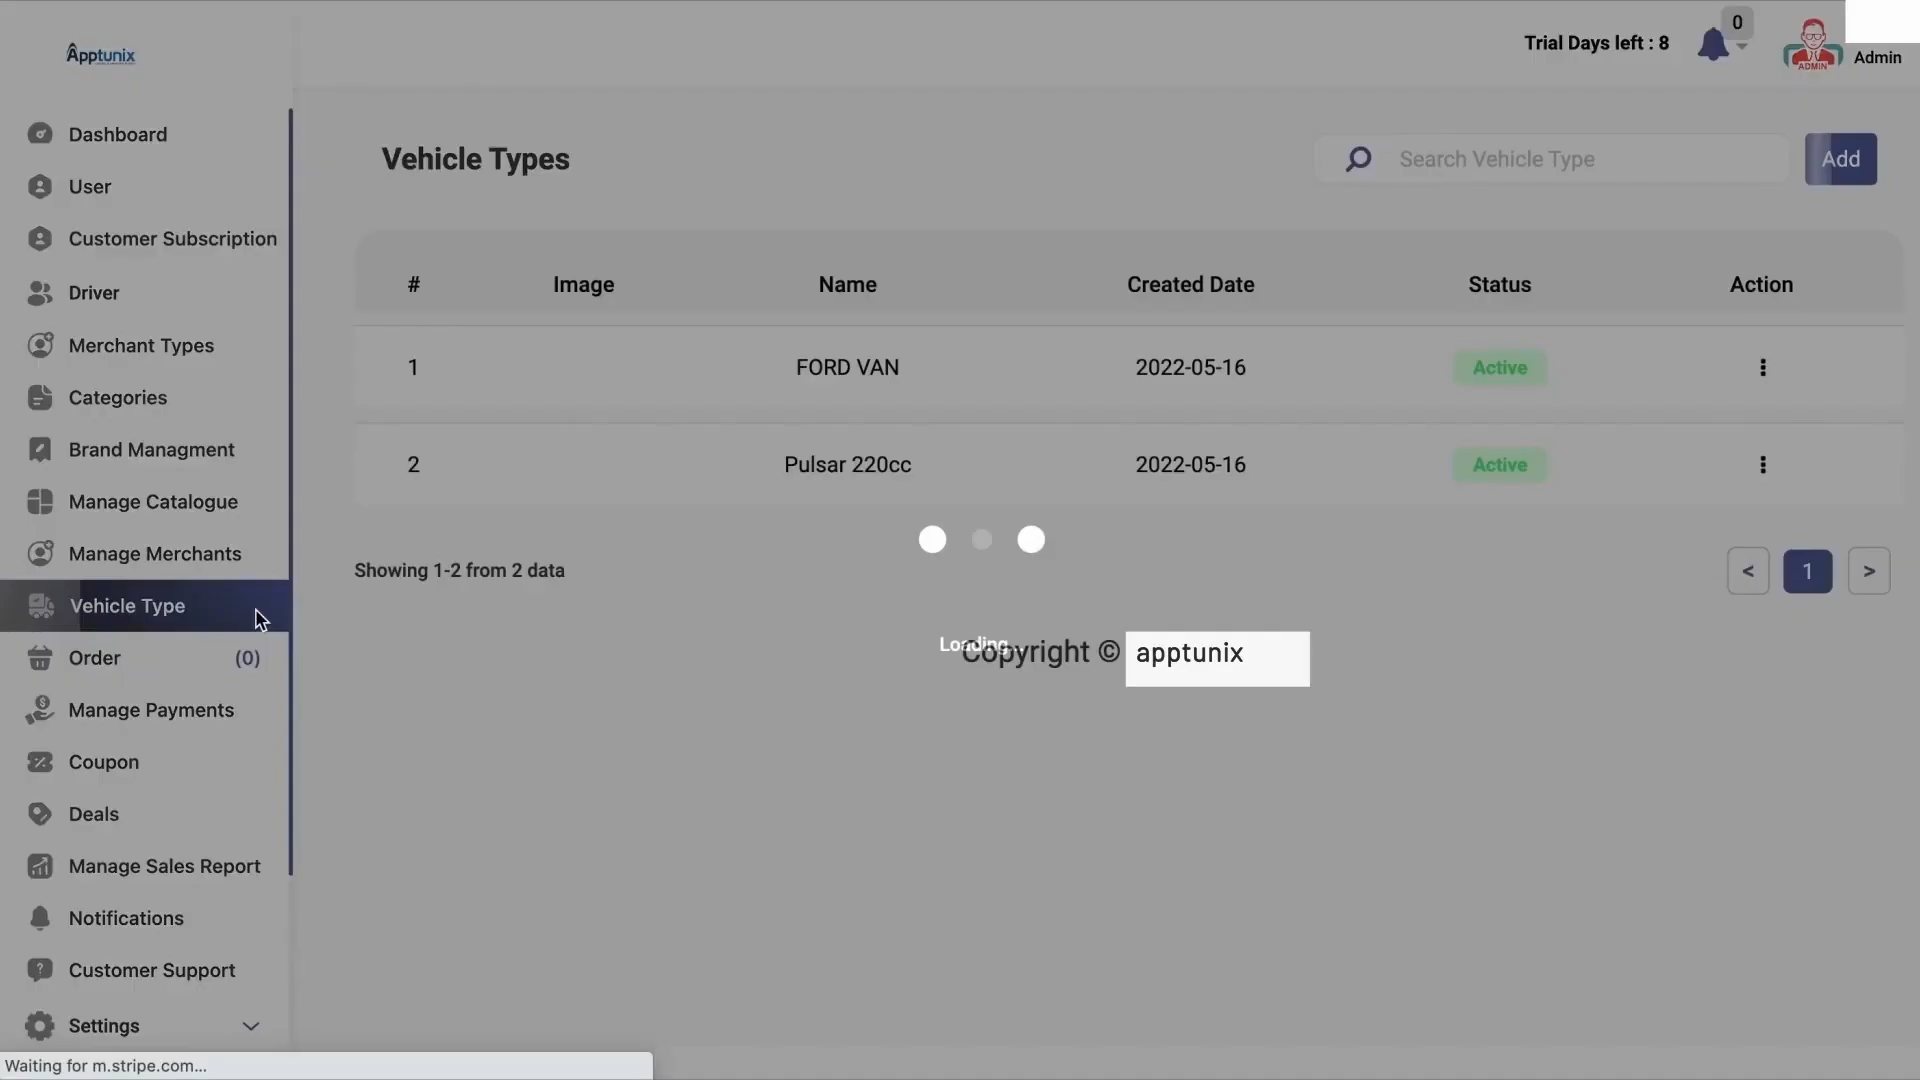 Apptunix
Trial Days left : 8
0
ADMIN
Admin
Dashboard
User
Customer Subscription
Driver
Merchant Types
Categories
Brand Managment
Manage Catalogue
Manage Merchants
Vehicle Type
Order (0)
Manage Payments
Coupon
Deals
Manage Sales Report
Notifications
Customer Support
Settings
Vehicle Types
Search Vehicle Type
Add
# Image Name Created Date Status Action
1 FORD VAN 2022-05-16 Active
2 Pulsar 220cc 2022-05-16 Active
Showing 1-2 from 2 data
< 1 >
Loading...
Copyright © apptunix
Waiting for m.stripe.com...